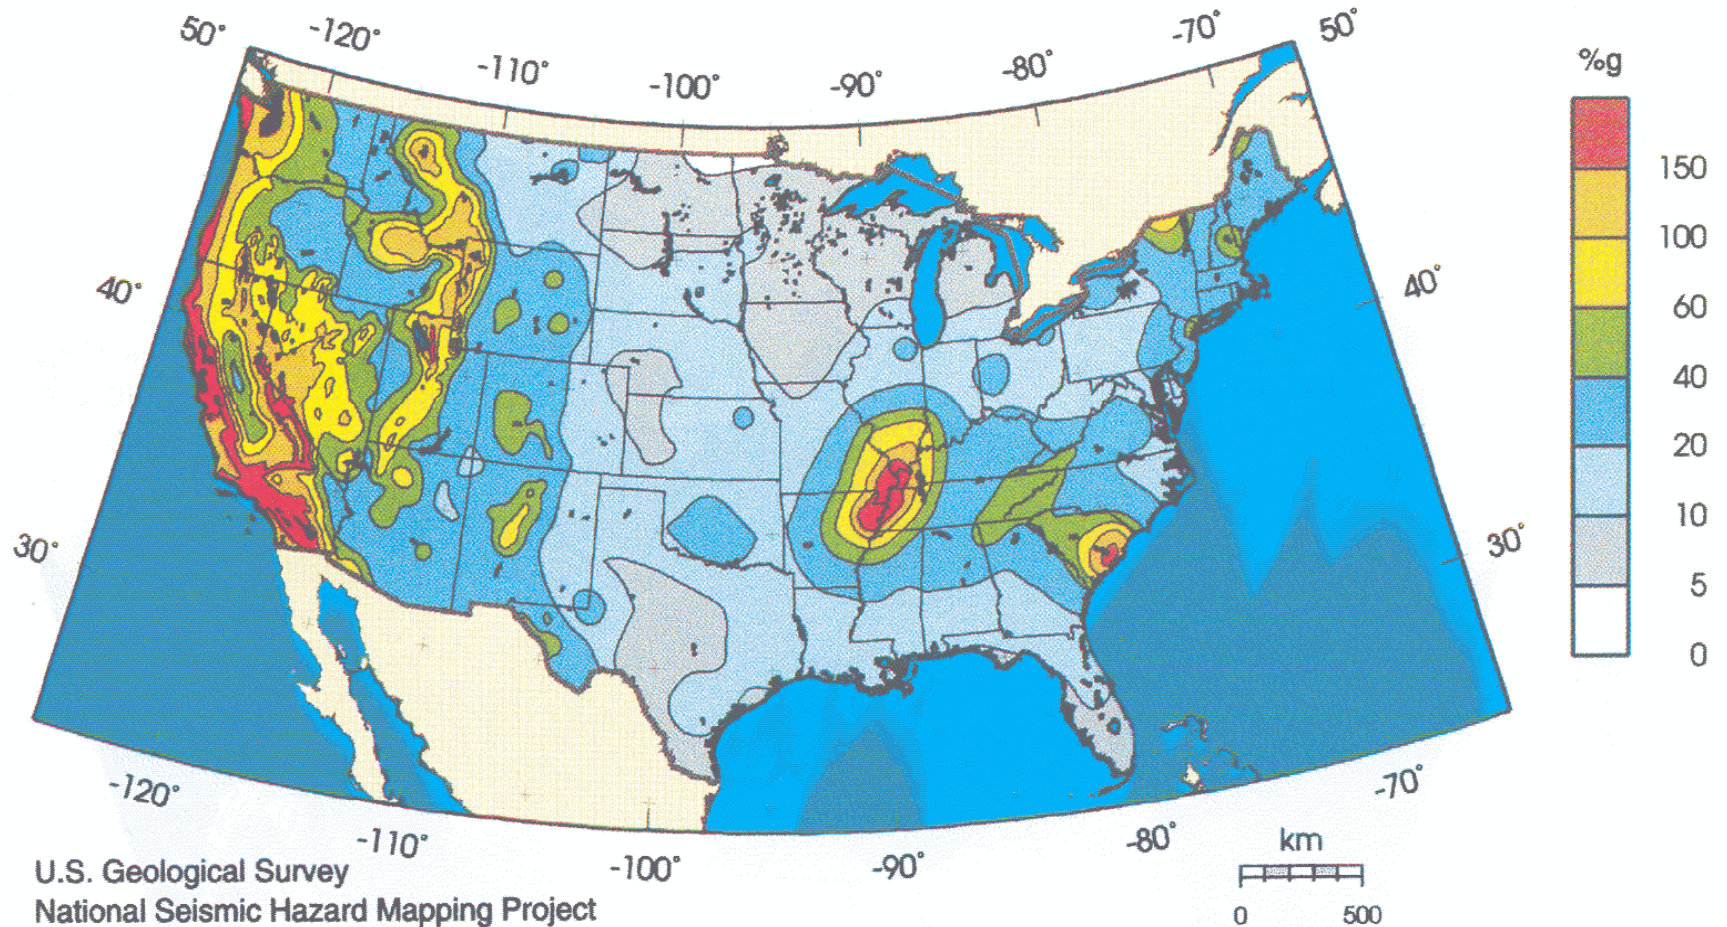 50° -120° -110° -100° -90° -80° -70° 50°
%g
150
100
60
40
20
10
5
0
40° 40°
30° 30°
-120° -110° -100° -90° -80° -70°
km
0 500
U.S. Geological Survey
National Seismic Hazard Mapping Project